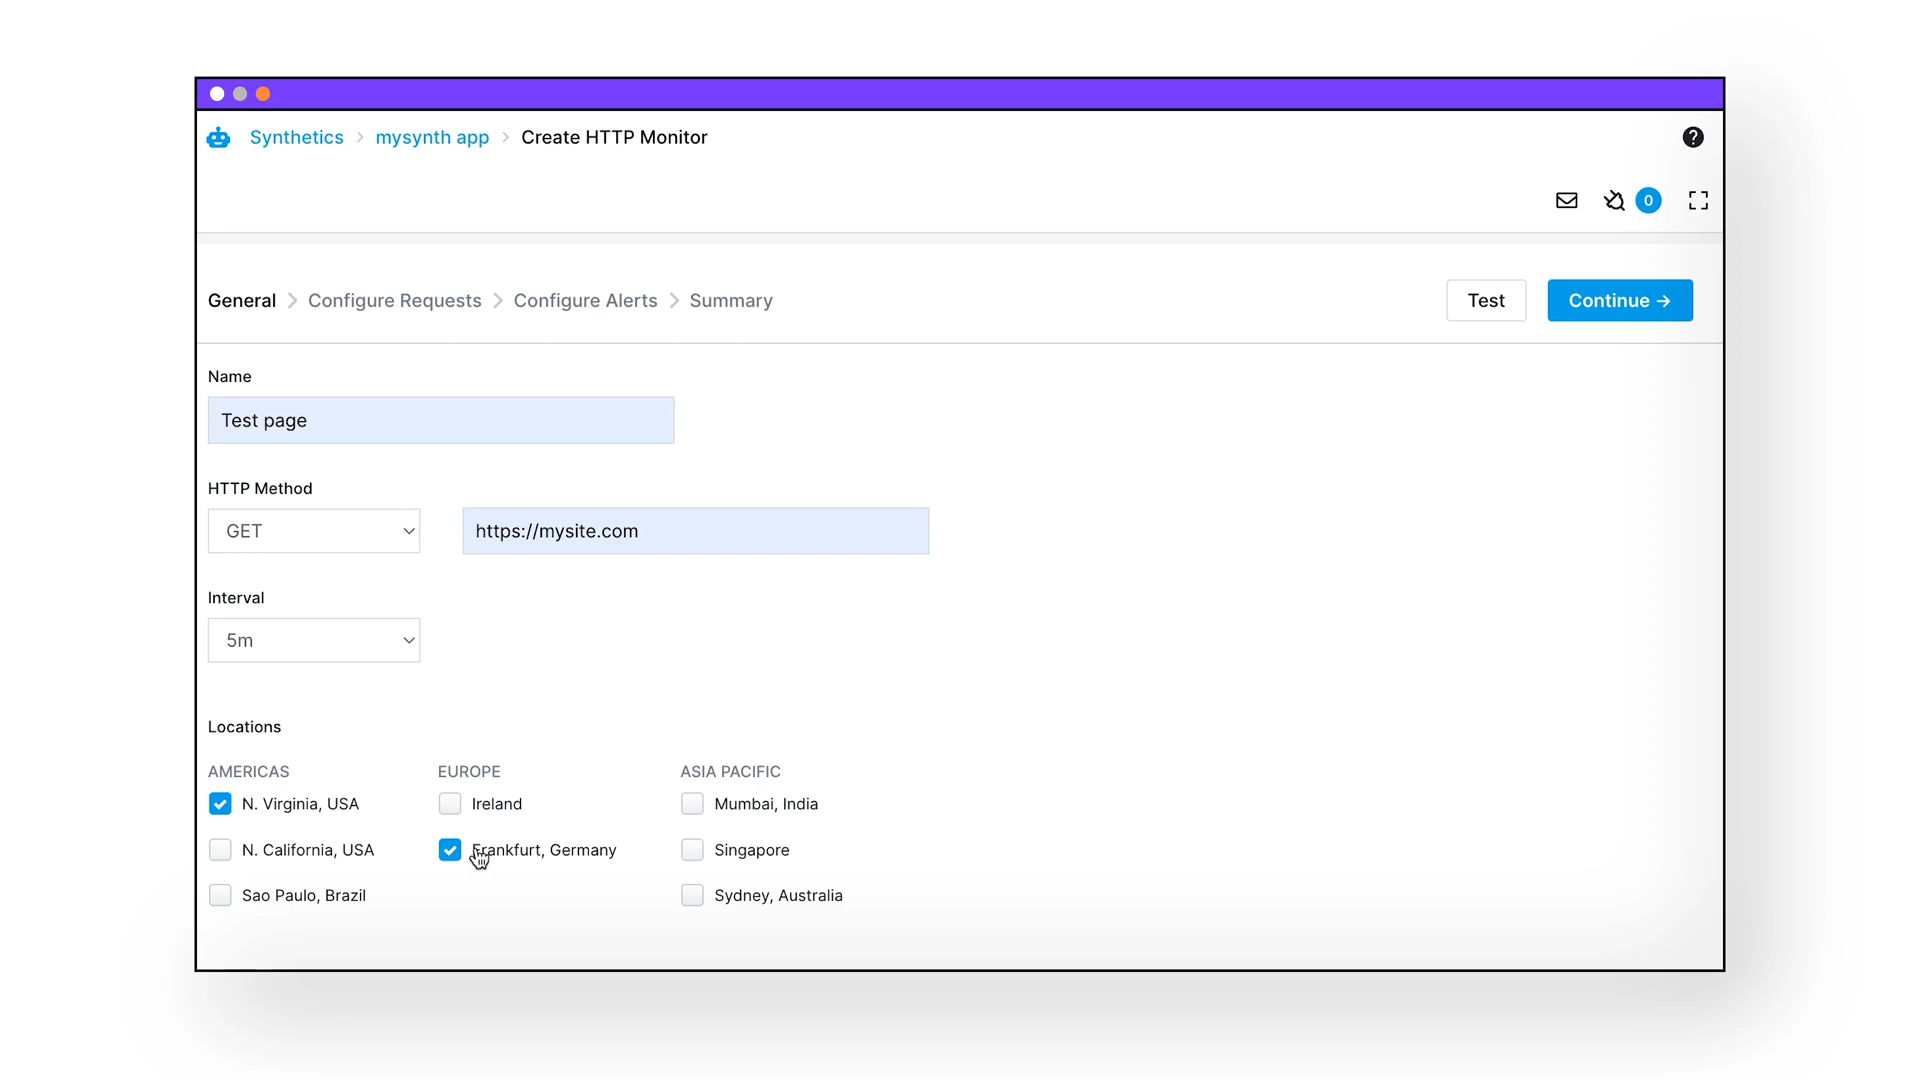 Synthetics > mysynth app > Create HTTP Monitor
?
0
General > Configure Requests > Configure Alerts > Summary
Test
Continue →
Name
Test page
HTTP Method
GET
https://mysite.com
Interval
5m
Locations
AMERICAS
N. Virginia, USA
N. California, USA
Sao Paulo, Brazil
EUROPE
Ireland
Frankfurt, Germany
ASIA PACIFIC
Mumbai, India
Singapore
Sydney, Australia